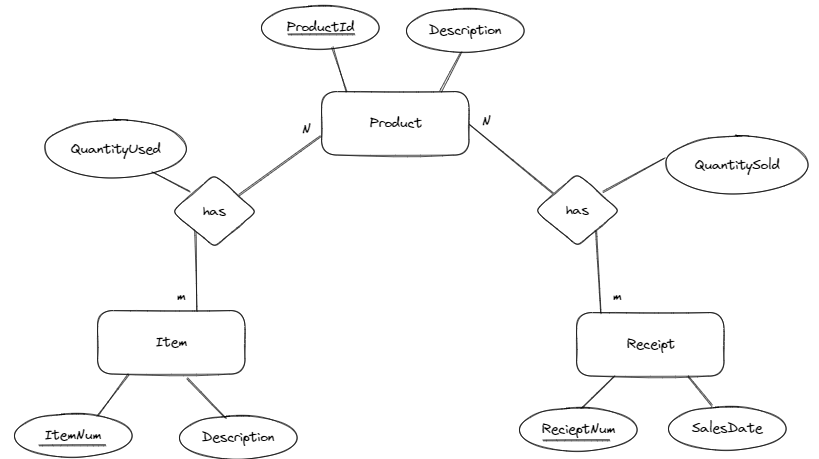 ProductId
Description
Product
N
N
QuantityUsed
QuantitySold
has
has
m
m
Item
Receipt
ItemNum
Description
RecieptNum
SalesDate